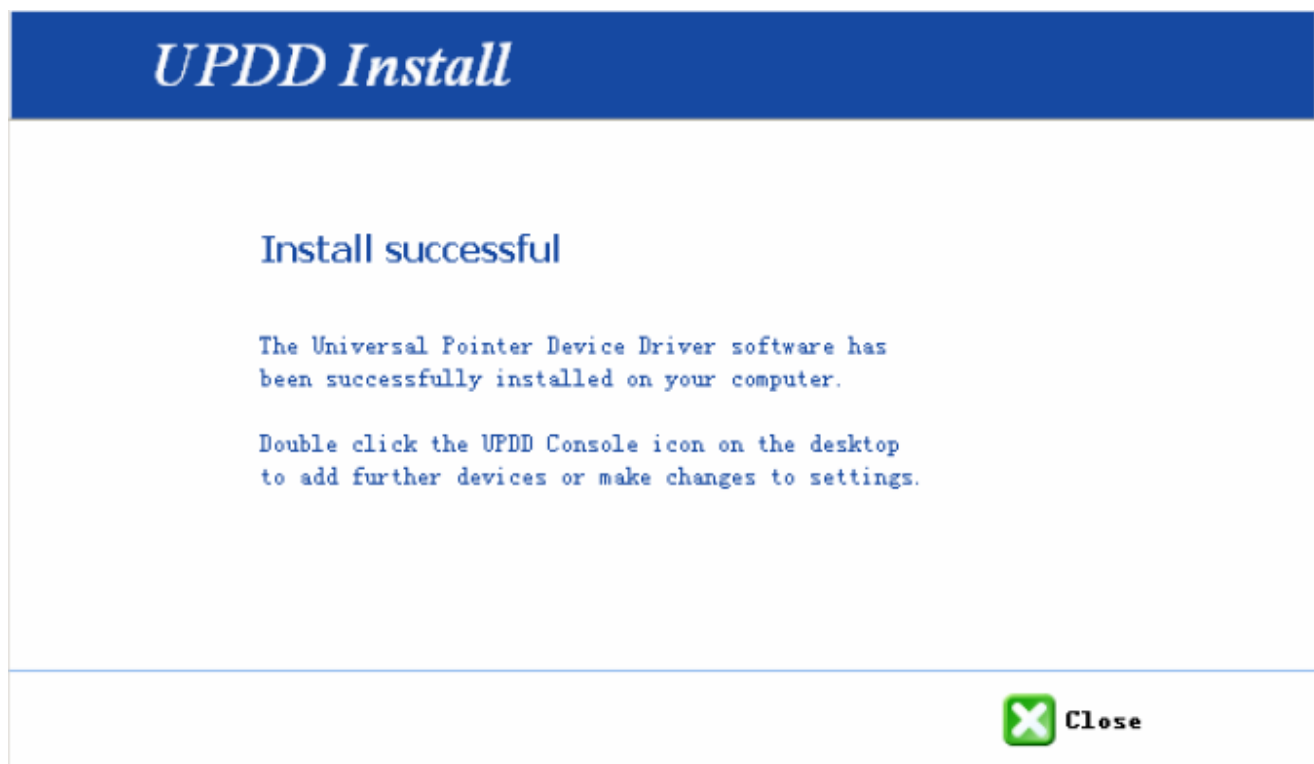 UPDD Install
Install successful
The Universal Pointer Device Driver software has
been successfully installed on your computer.
Double click the UPDD Console icon on the desktop
to add further devices or make changes to settings.
Close